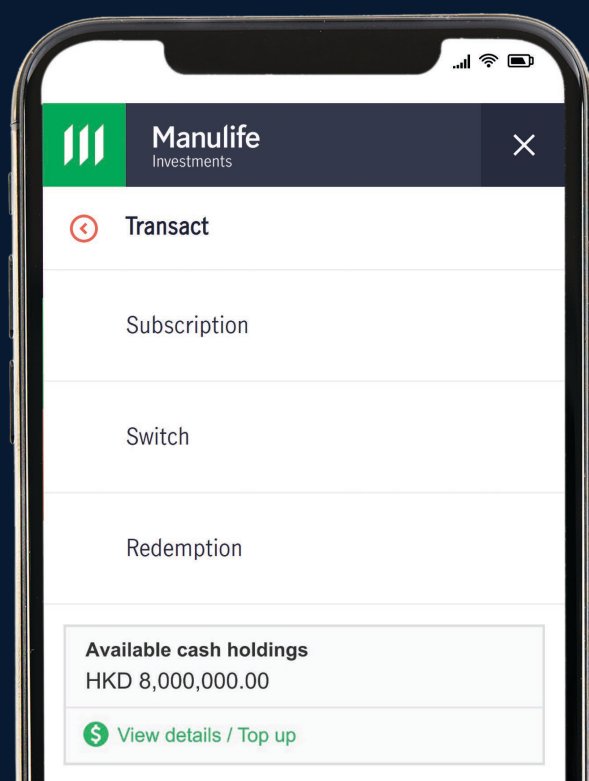 Manulife
Investments
Transact
Subscription
Switch
Redemption
Available cash holdings
HKD 8,000,000.00
View details / Top up